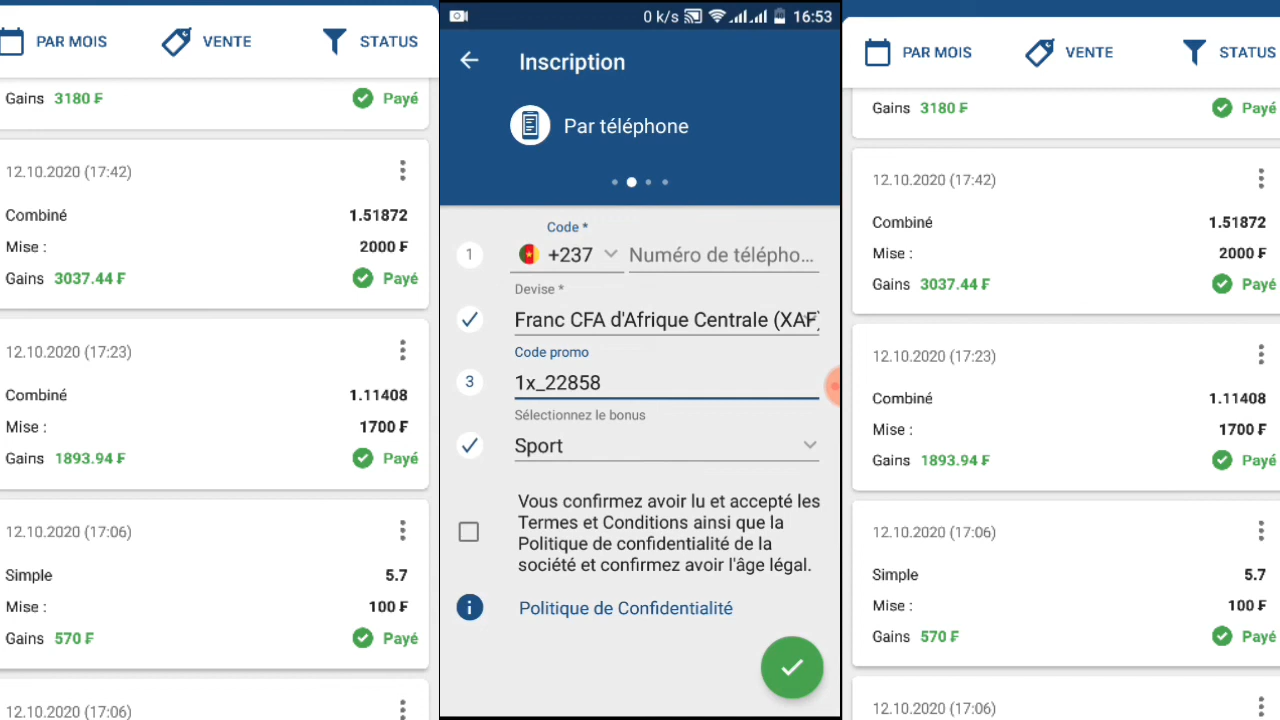 PAR MOIS VENTE STATUS
Gains 3180 ₣ Payé
12.10.2020 (17:42)
Combiné 1.51872
Mise : 2000 ₣
Gains 3037.44 ₣ Payé
12.10.2020 (17:23)
Combiné 1.11408
Mise : 1700 ₣
Gains 1893.94 ₣ Payé
12.10.2020 (17:06)
Simple 5.7
Mise : 100 ₣
Gains 570 ₣ Payé
12.10.2020 (17:06)
0 k/s 16:53
Inscription
Par téléphone
Code *
1 +237 Numéro de télépho...
Devise *
Franc CFA d'Afrique Centrale (XAF)
Code promo
3 1x_22858
Sélectionnez le bonus
Sport
Vous confirmez avoir lu et accepté les
Termes et Conditions ainsi que la
Politique de confidentialité de la
société et confirmez avoir l'âge légal.
Politique de Confidentialité
PAR MOIS VENTE STATUS
Gains 3180 ₣ Payé
12.10.2020 (17:42)
Combiné 1.51872
Mise : 2000 ₣
Gains 3037.44 ₣ Payé
12.10.2020 (17:23)
Combiné 1.11408
Mise : 1700 ₣
Gains 1893.94 ₣ Payé
12.10.2020 (17:06)
Simple 5.7
Mise : 100 ₣
Gains 570 ₣ Payé
12.10.2020 (17:06)